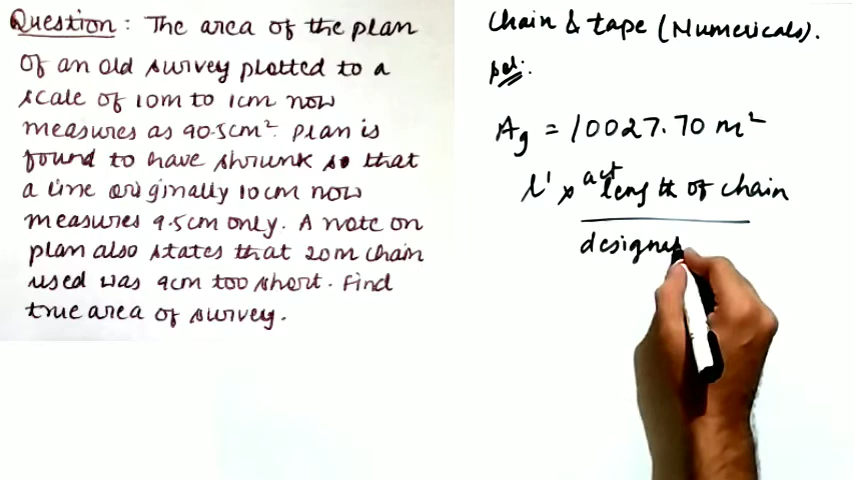 Question : The area of the plan
of an old survey plotted to a
scale of 10m to 1cm now
measures as 90.5cm². Plan is
found to have shrunk so that
a line originally 10cm now
measures 9.5cm only. A note on
plan also states that 20m chain
used was 9cm too short. Find
true area of survey.
Chain & tape (Numericals).
Sol:
Ag = 10027.70 m²
L' × act length of chain
designe